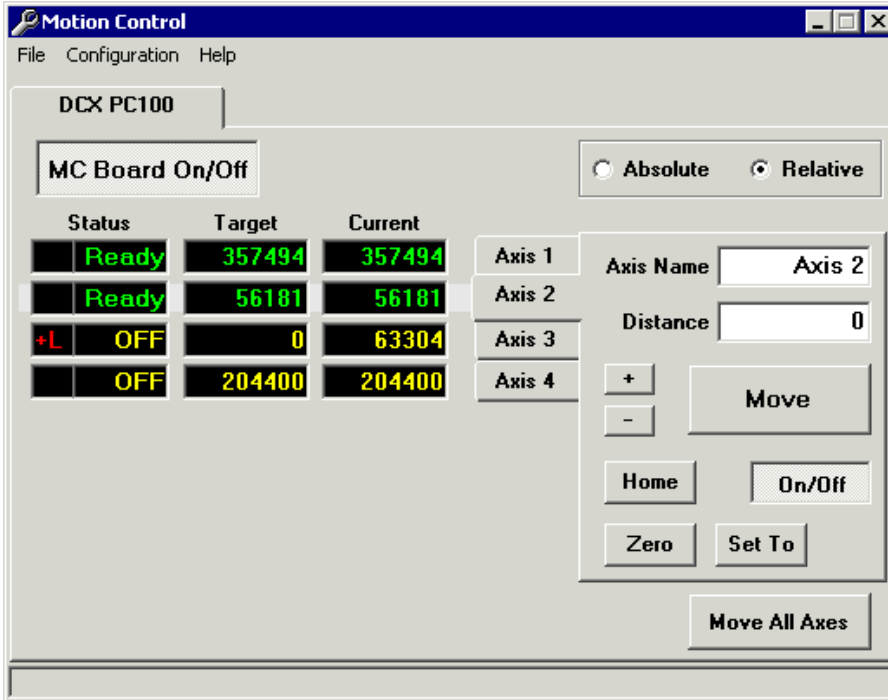 Motion Control
File Configuration Help
DCX PC100
MC Board On/Off
Absolute Relative
Status Target Current
Ready 357494 357494 Axis 1
Ready 56181 56181 Axis 2
+L OFF 0 63304 Axis 3
OFF 204400 204400 Axis 4
Axis Name Axis 2
Distance 0
+
-
Move
Home On/Off
Zero Set To
Move All Axes